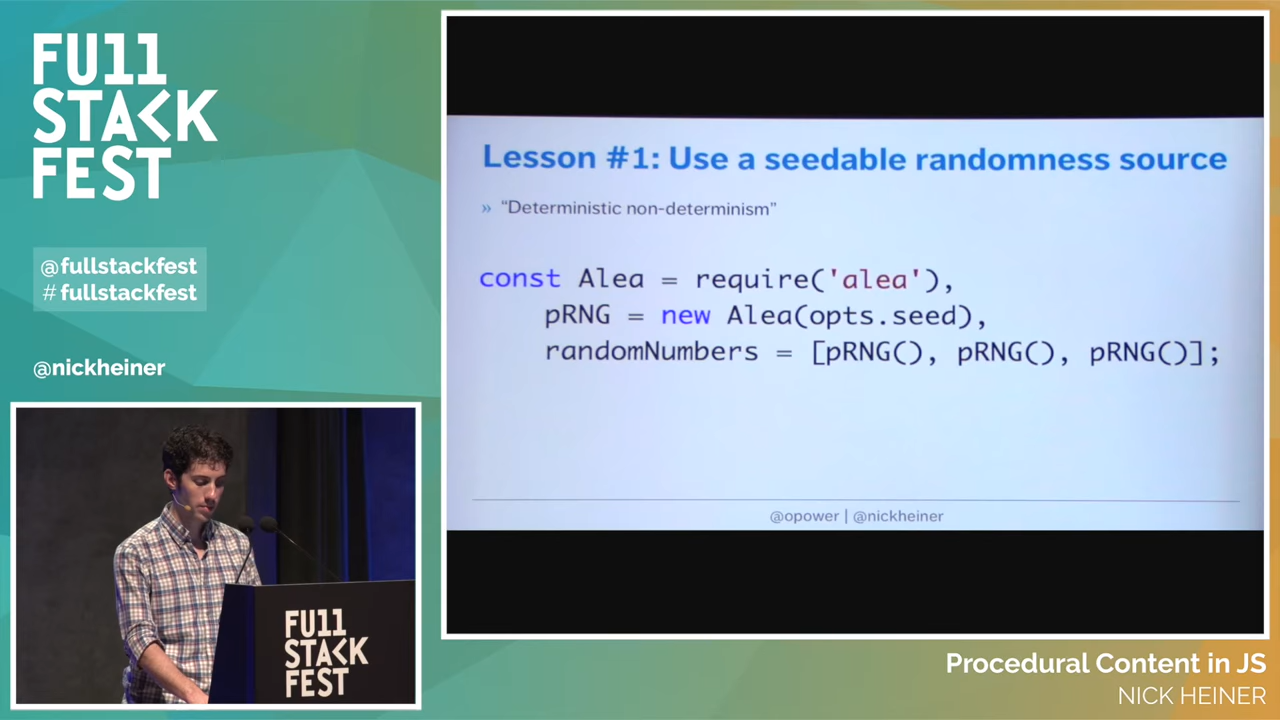 FULL
STACK
FEST
@fullstackfest
# fullstackfest
@nickheiner
FULL
STACK
FEST
Lesson #1: Use a seedable randomness source
» “Deterministic non-determinism"
const Alea = require('alea'),
pRNG = new Alea(opts.seed),
randomNumbers = [pRNG(), pRNG(), pRNG()];
@opower | @nickheiner
Procedural Content in JS
NICK HEINER